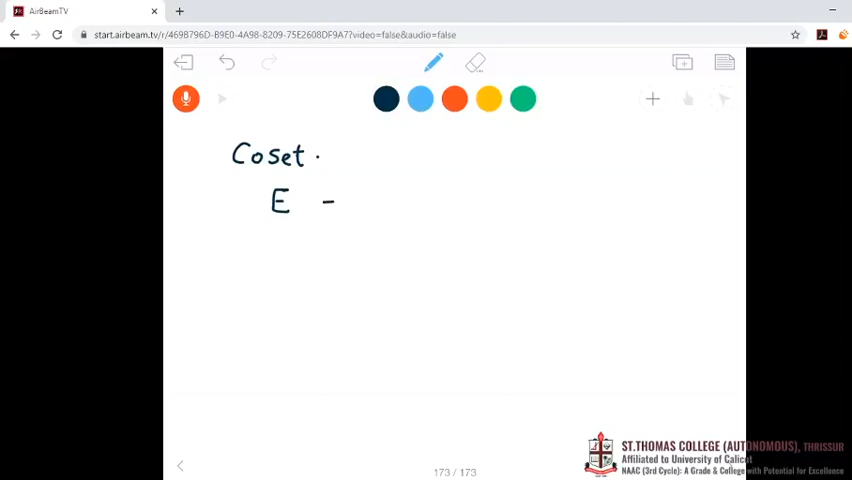 AirBeamTV
start.airbeam.tv/r/4698796D-B9E0-4A98-8209-75E2608DF9A7?video=false&audio=false
Coset.
E -
173 / 173
ST.THOMAS COLLEGE (AUTONOMOUS), THRISSUR
Affiliated to University of Calicut
NAAC (3rd Cycle): A Grade & College with Potential for Excellence